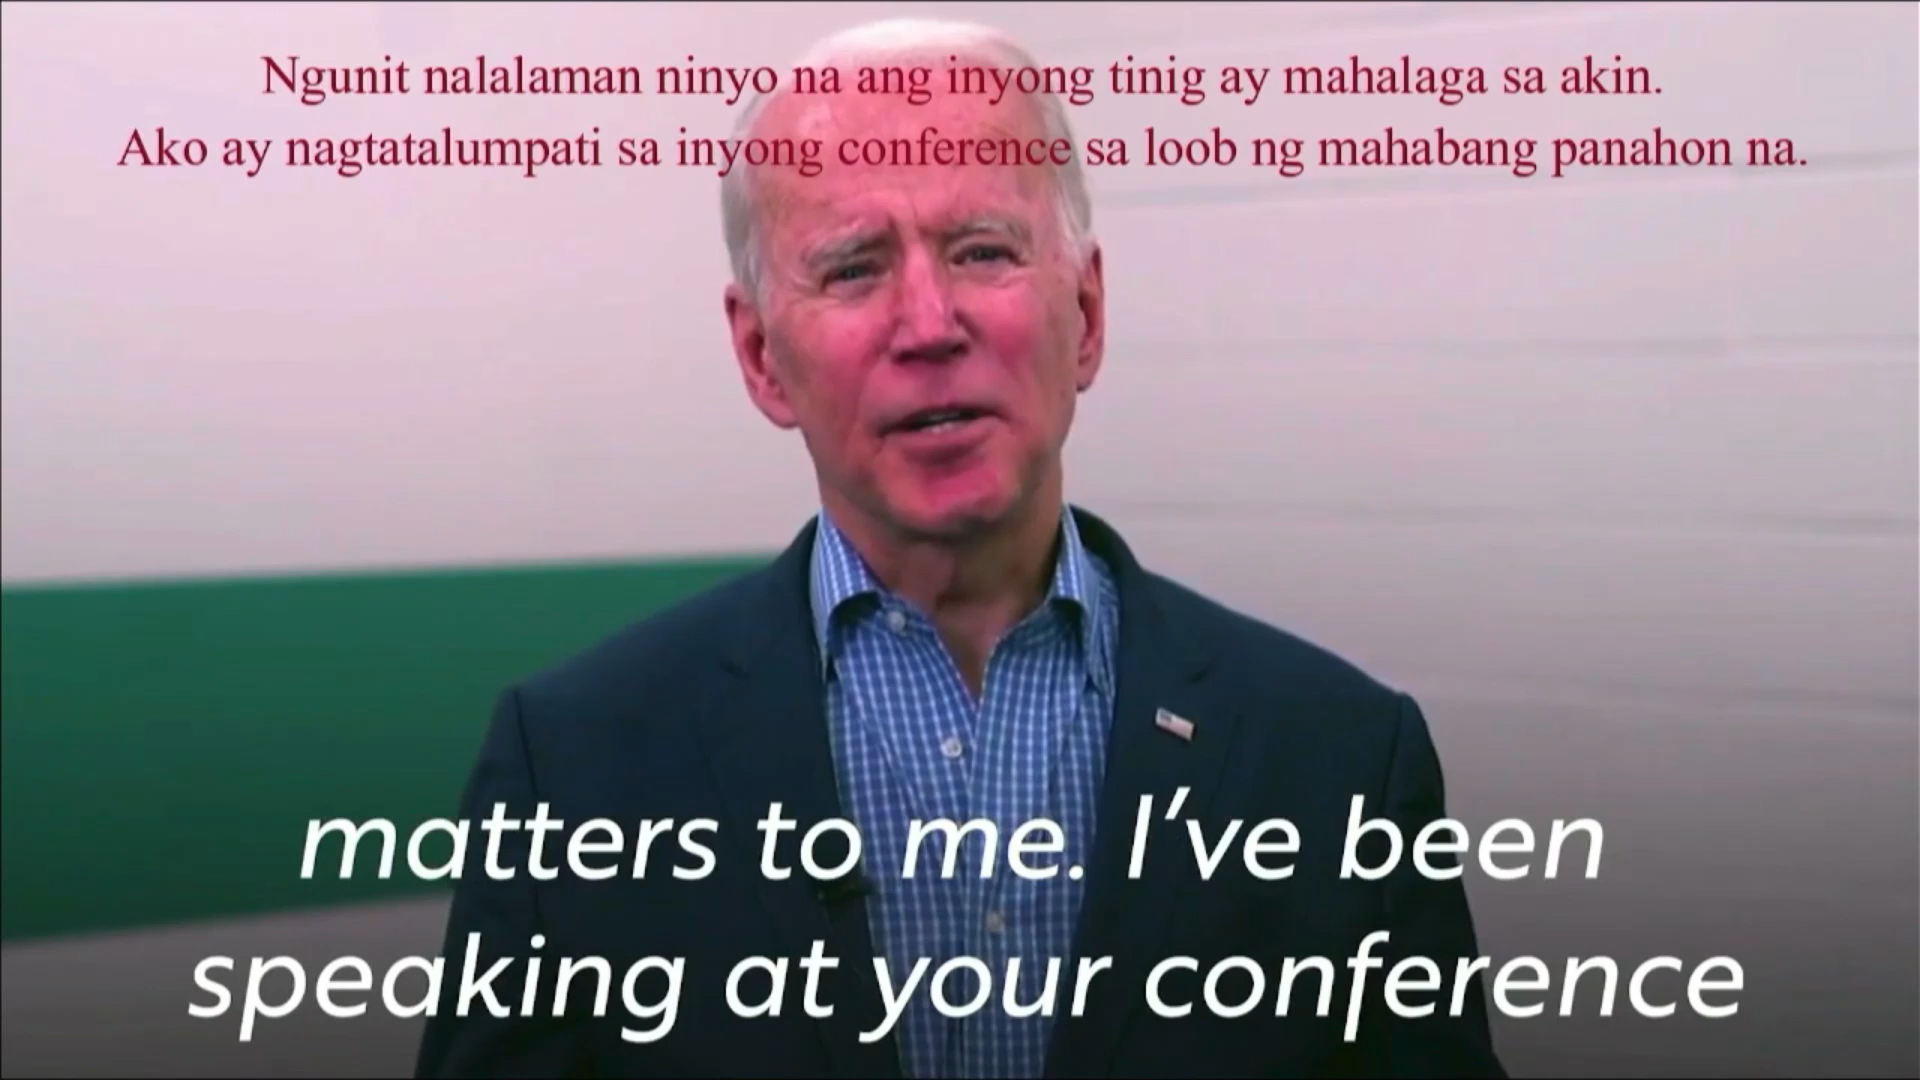 Ngunit nalalaman ninyo na ang inyong tinig ay mahalaga sa akin.
Ako ay nagtatalumpati sa inyong conference sa loob ng mahabang panahon na.
matters to me. I've been
speaking at your conference